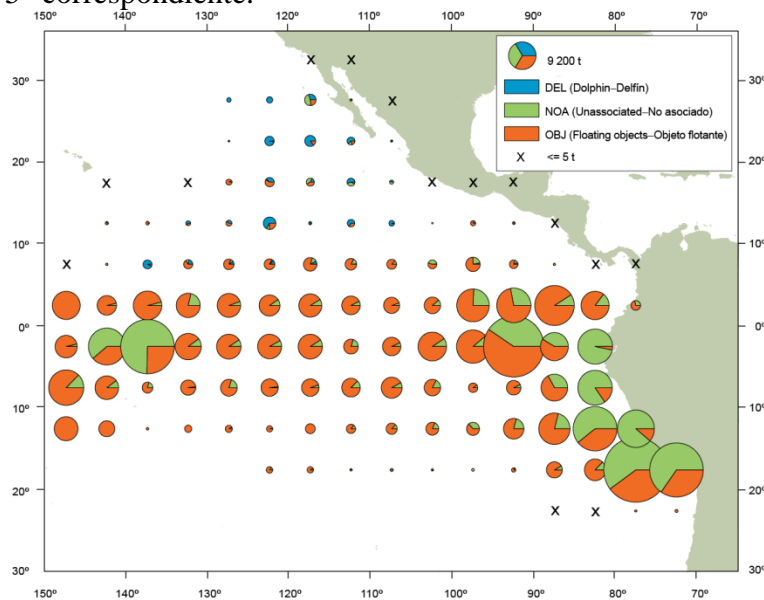 5° correspondiente.
150° 140° 130° 120° 110° 100° 90° 80° 70°
9 200 t
30° 30°
DEL (Dolphin–Delfín)
NOA (Unassociated–No asociado)
OBJ (Floating objects–Objeto flotante)
X <= 5 t
20° 20°
10° 10°
0° 0°
10° 10°
20° 20°
30° 30°
150° 140° 130° 120° 110° 100° 90° 80° 70°